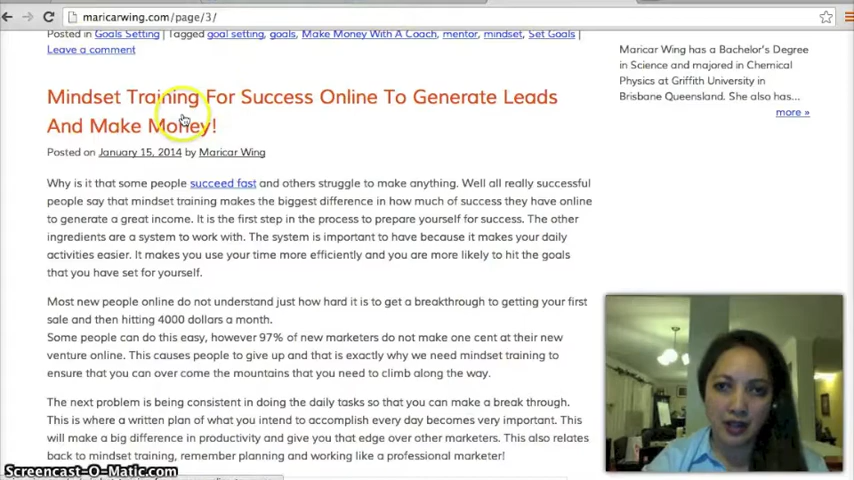 maricarwing.com/page/3/
Posted in Goals Setting | Tagged goal setting, goals, Make Money With A Coach, mentor, mindset, Set Goals |
Leave a comment
Mindset Training For Success Online To Generate Leads
And Make Money!
Posted on January 15, 2014 by Maricar Wing
Why is it that some people succeed fast and others struggle to make anything. Well all really successful
people say that mindset training makes the biggest difference in how much of success they have online
to generate a great income. It is the first step in the process to prepare yourself for success. The other
ingredients are a system to work with. The system is important to have because it makes your daily
activities easier. It makes you use your time more efficiently and you are more likely to hit the goals
that you have set for yourself.
Most new people online do not understand just how hard it is to get a breakthrough to getting your first
sale and then hitting 4000 dollars a month.
Some people can do this easy, however 97% of new marketers do not make one cent at their new
venture online. This causes people to give up and that is exactly why we need mindset training to
ensure that you can over come the mountains that you need to climb along the way.
The next problem is being consistent in doing the daily tasks so that you can make a break through.
This is where a written plan of what you intend to accomplish every day becomes very important. This
will make a big difference in productivity and give you that edge over other marketers. This also relates
back to mindset training, remember planning and working like a professional marketer!
Maricar Wing has a Bachelor's Degree
in Science and majored in Chemical
Physics at Griffith University in
Brisbane Queensland. She also has...
more »
Screencast-O-Matic.com